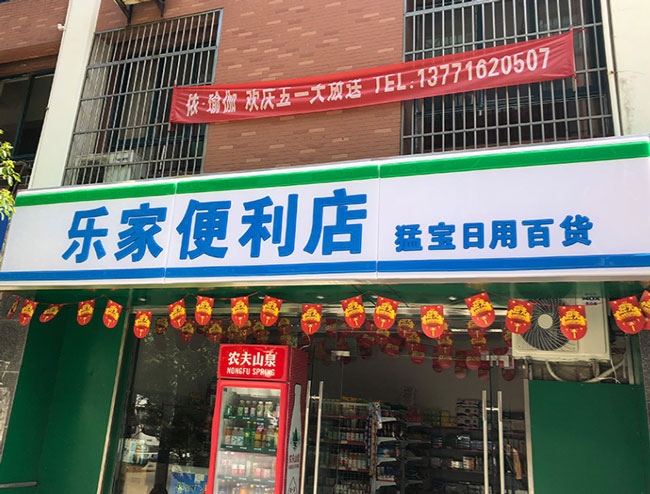 依·瑜伽 欢庆五一大放送 TEL:13771620507
乐家便利店 猛宝日用百货
农夫山泉
NONGFU SPRING